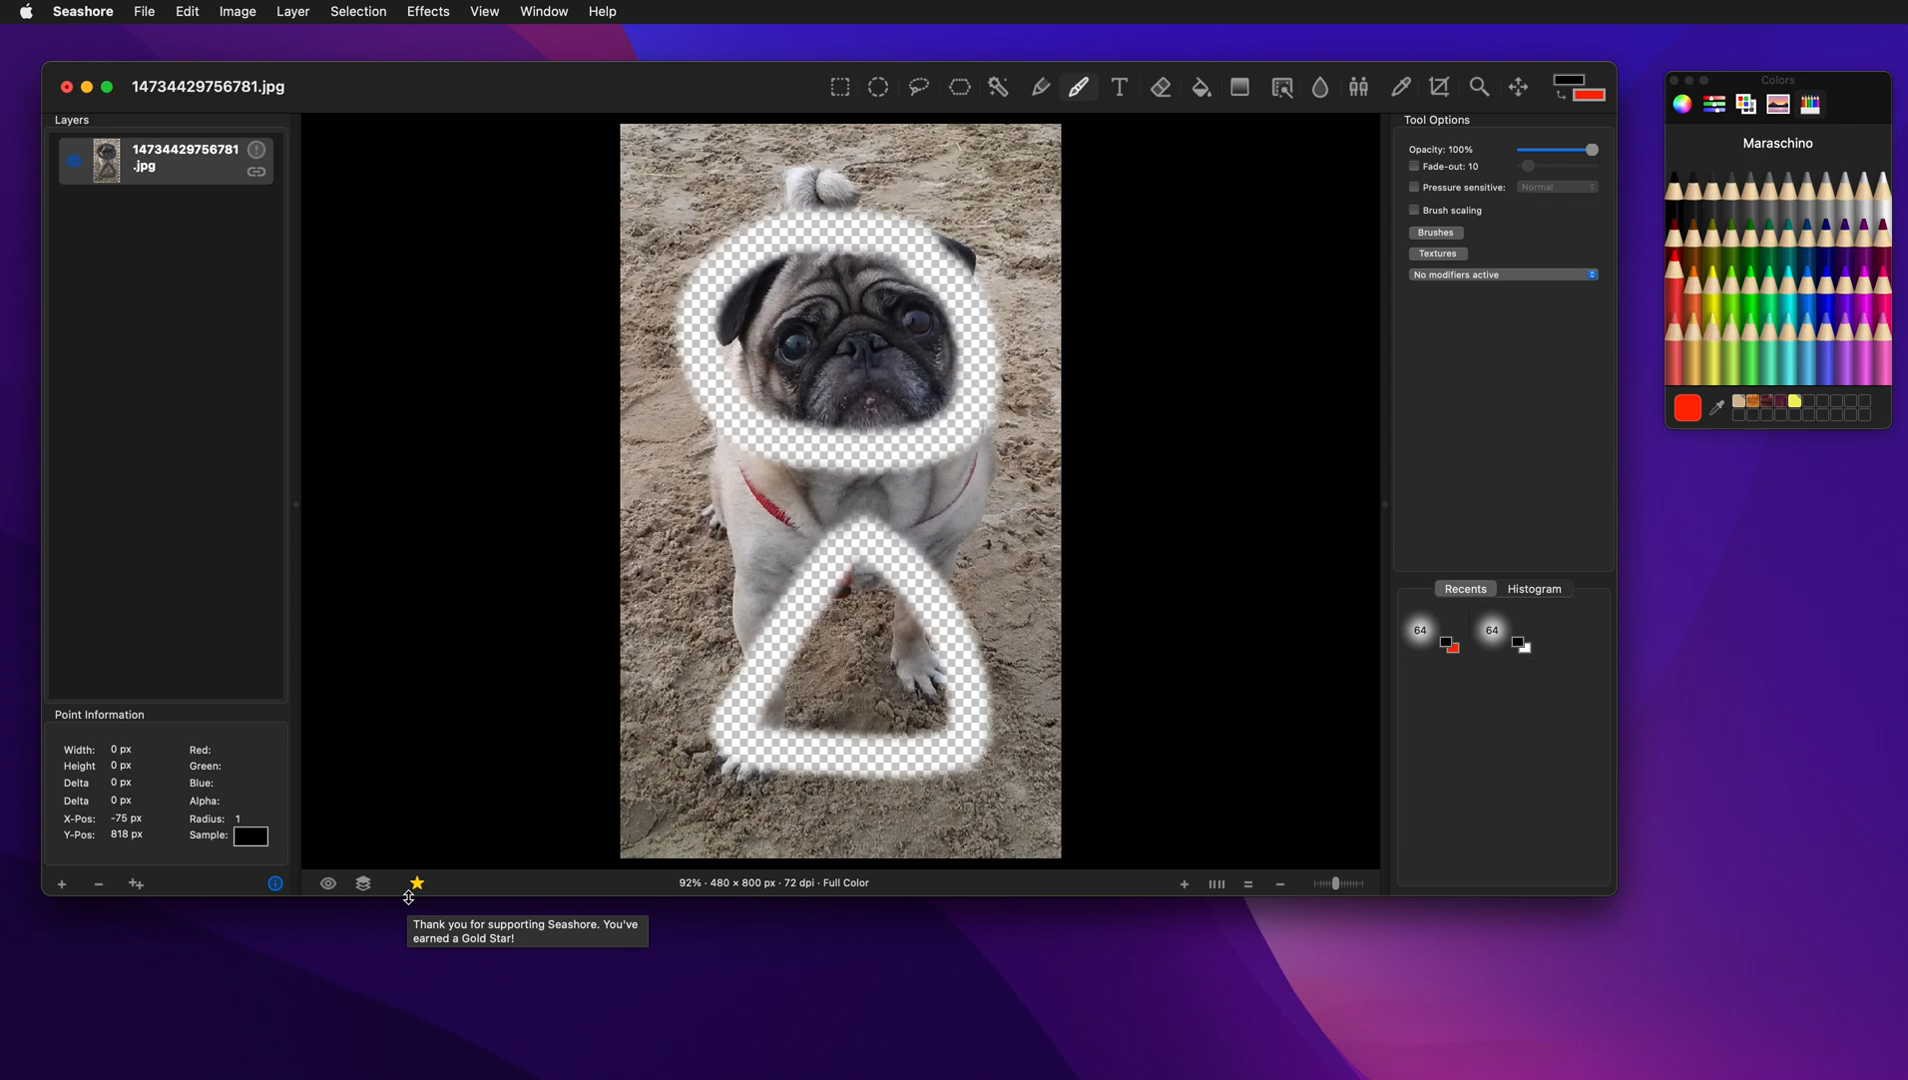 Seashore File Edit Image Layer Selection Effects View Window Help
14734429756781.jpg
T
Colors
Layers
14734429756781
.jpg
Tool Options
Opacity: 100%
Fade-out: 10
Pressure sensitive: Normal
Brush scaling
Brushes
Textures
No modifiers active
Maraschino
Recents Histogram
64 64
Point Information
Width: 0 px Red:
Height 0 px Green:
Delta 0 px Blue:
Delta 0 px Alpha:
X-Pos: -75 px Radius: 1
Y-Pos: 818 px Sample:
92% · 480 × 800 px · 72 dpi · Full Color
Thank you for supporting Seashore. You've
earned a Gold Star!